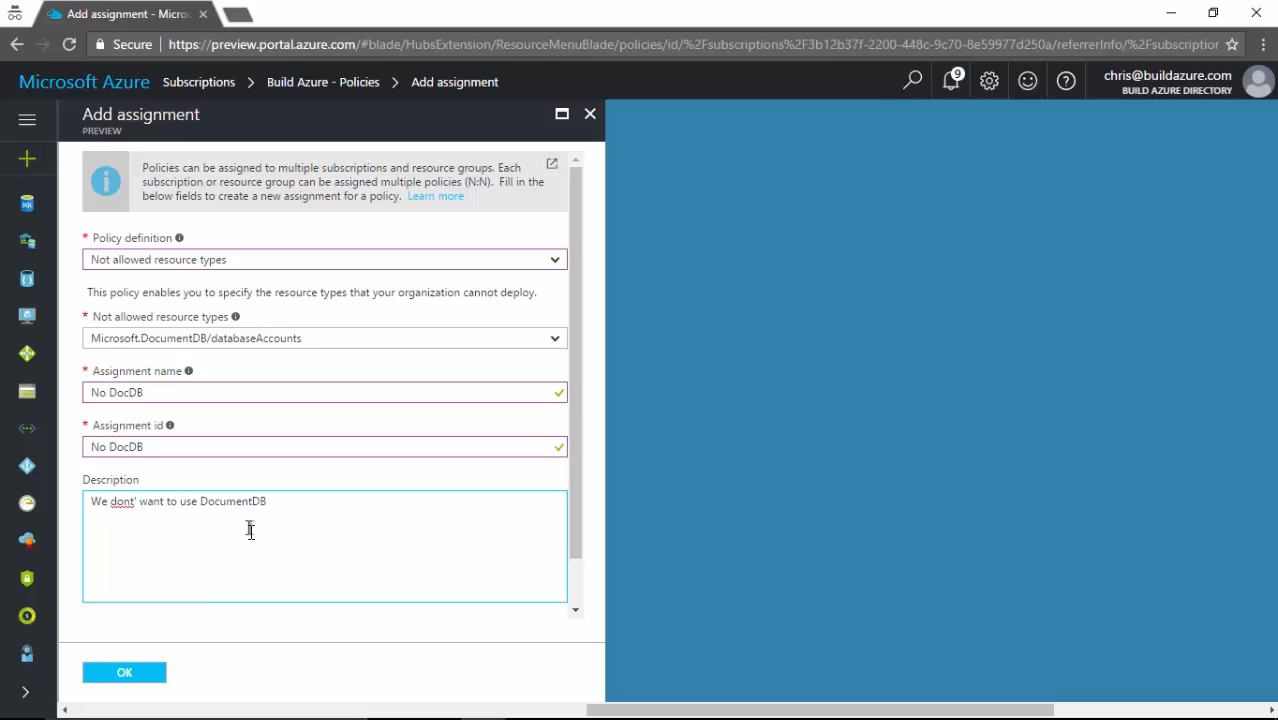 Add assignment - Micros
Secure
https://preview.portal.azure.com/#blade/HubsExtension/ResourceMenuBlade/policies/id/%2Fsubscriptions%2F3b12b37f-2200-448c-9c70-8e59977d250a/referrerInfo/%2Fsubscription
Microsoft Azure Subscriptions > Build Azure - Policies > Add assignment
9
chris@buildazure.com
BUILD AZURE DIRECTORY
Add assignment
PREVIEW
Policies can be assigned to multiple subscriptions and resource groups. Each
subscription or resource group can be assigned multiple policies (N:N). Fill in the
below fields to create a new assignment for a policy. Learn more
* Policy definition
Not allowed resource types
This policy enables you to specify the resource types that your organization cannot deploy.
* Not allowed resource types
Microsoft.DocumentDB/databaseAccounts
* Assignment name
No DocDB
* Assignment id
No DocDB
Description
We dont' want to use DocumentDB
OK
SQL